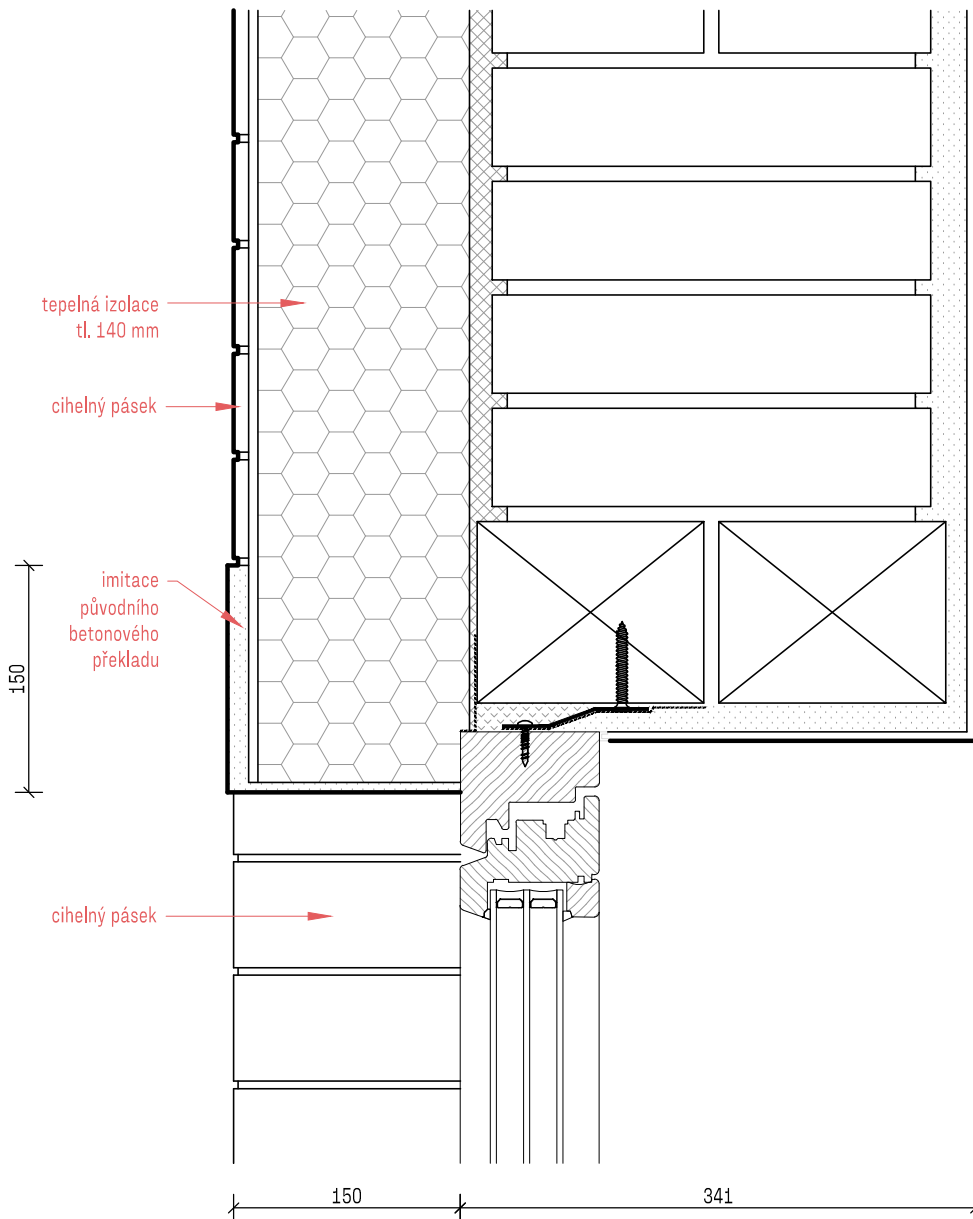 tepelná izolace
tl. 140 mm
cihelný pásek
imitace
původního
betonového
překladu
150
cihelný pásek
150
341